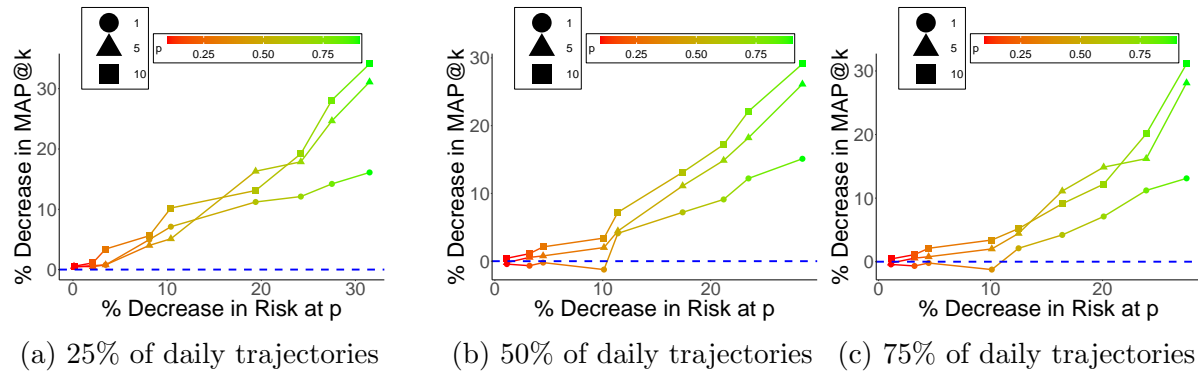 1
5
10
p
0.25 0.50 0.75
% Decrease in MAP@k
30
20
10
0
0 10 20 30
% Decrease in Risk at p
(a) 25% of daily trajectories
1
5
10
p
0.25 0.50 0.75
% Decrease in MAP@k
30
20
10
0
0 10 20
% Decrease in Risk at p
(b) 50% of daily trajectories
1
5
10
p
0.25 0.50 0.75
% Decrease in MAP@k
30
20
10
0
0 10 20
% Decrease in Risk at p
(c) 75% of daily trajectories